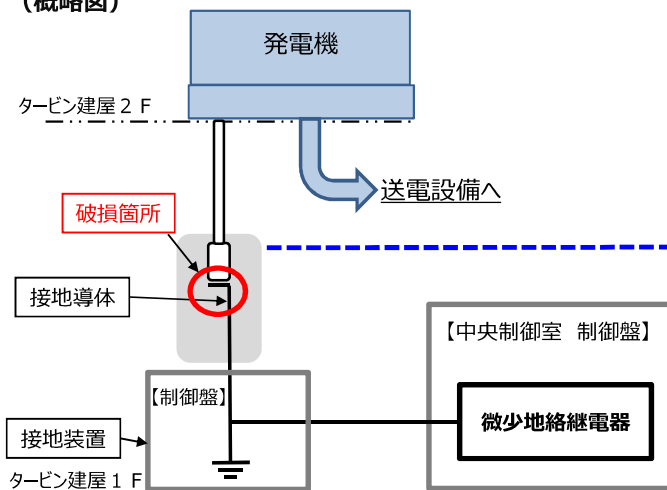 (概略図)
発電機
タービン建屋2F
送電設備へ
破損箇所
接地導体
【中央制御室 制御盤】
【制御盤】
微少地絡継電器
接地装置
タービン建屋1F